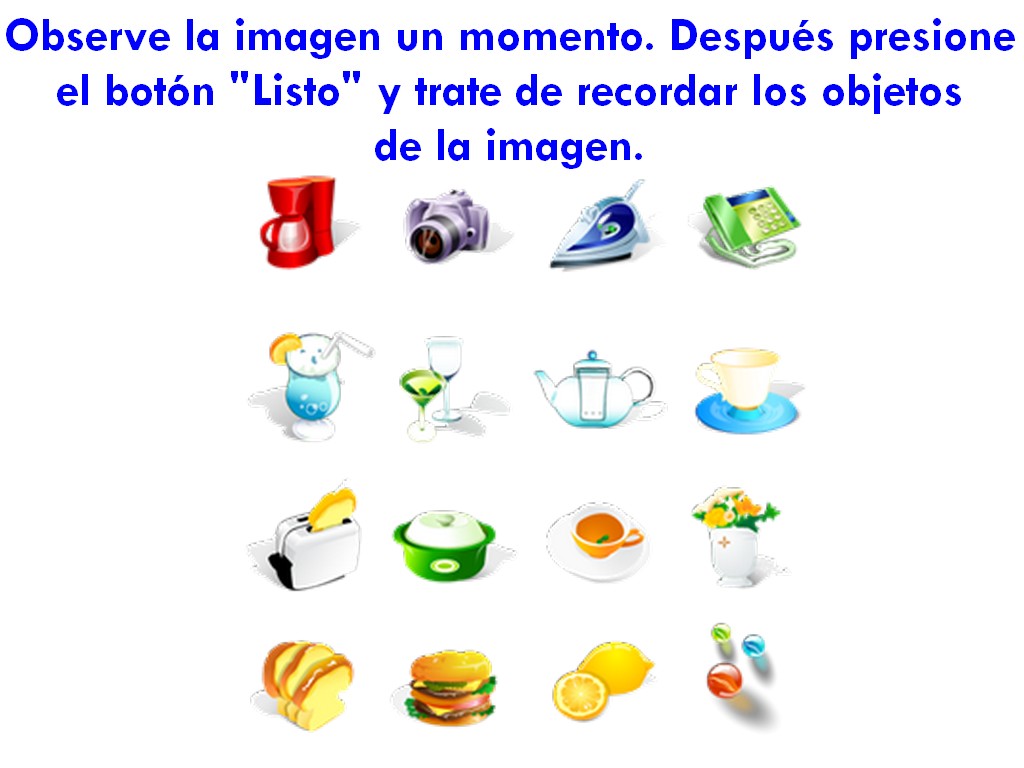 Observe la imagen un momento. Después presione
el botón "Listo" y trate de recordar los objetos
de la imagen.